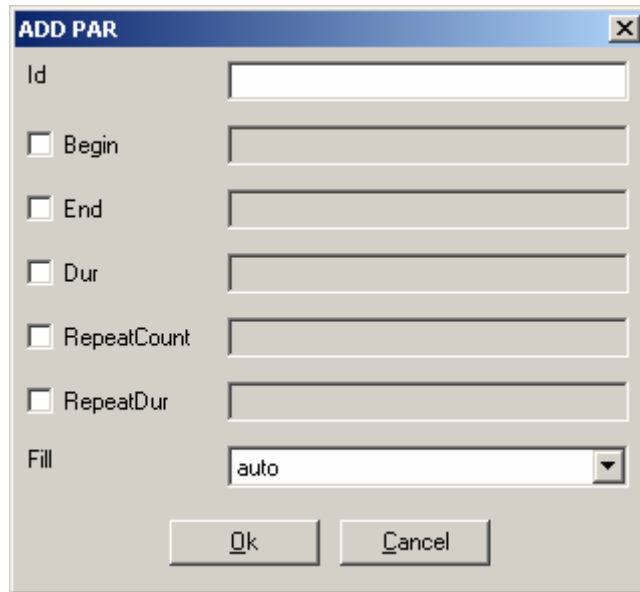 ADD PAR
Id
Begin
End
Dur
RepeatCount
RepeatDur
Fill auto
Ok Cancel